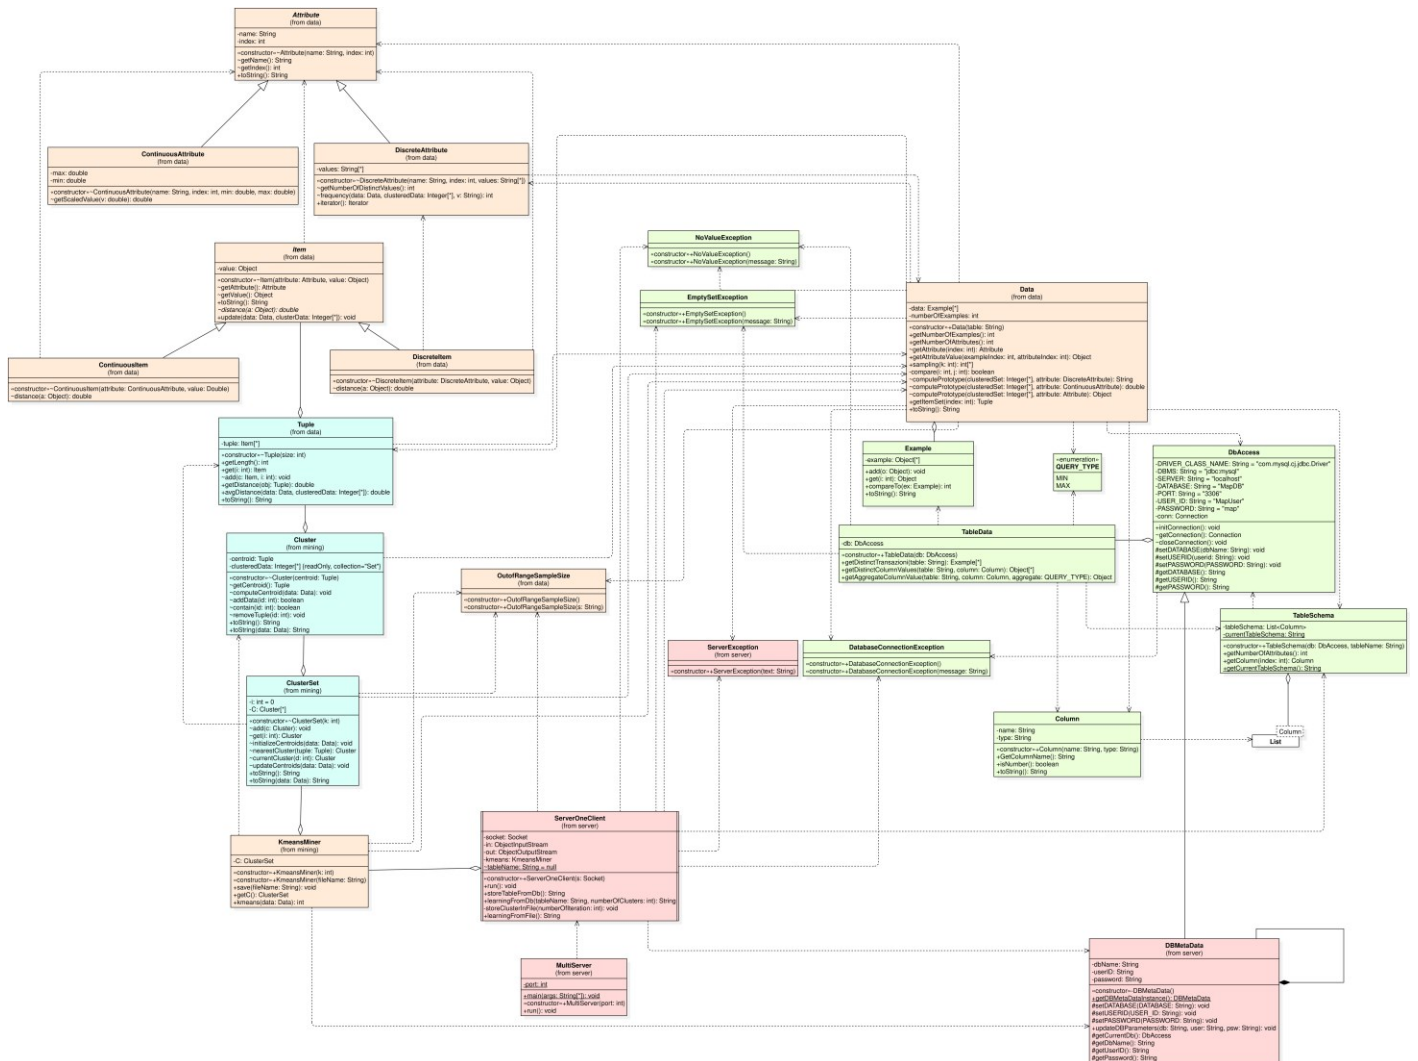 Attribute
(from data)
-name: String
-index: int
«constructor»~Attribute(name: String, index: int)
~getName(): String
~getIndex(): int
+toString(): String
ContinuousAttribute
(from data)
-max: double
-min: double
«constructor»~ContinuousAttribute(name: String, index: int, min: double, max: double)
~getScaledValue(v: double): double
DiscreteAttribute
(from data)
-values: String[*]
«constructor»~DiscreteAttribute(name: String, index: int, values: String[*])
~getNumberOfDistinctValues(): int
~frequency(data: Data, clusteredData: Integer[*], v: String): int
+iterator(): Iterator
Item
(from data)
-value: Object
«constructor»~Item(attribute: Attribute, value: Object)
~getAttribute(): Attribute
~getValue(): Object
+toString(): String
~distance(a: Object): double
+update(data: Data, clusterData: Integer[*]): void
ContinuousItem
(from data)
«constructor»~ContinuousItem(attribute: ContinuousAttribute, value: Double)
~distance(a: Object): double
DiscreteItem
(from data)
«constructor»~DiscreteItem(attribute: DiscreteAttribute, value: Object)
~distance(a: Object): double
NoValueException
«constructor»+NoValueException()
«constructor»+NoValueException(message: String)
EmptySetException
«constructor»+EmptySetException()
«constructor»+EmptySetException(message: String)
Data
(from data)
-data: Example[*]
-numberOfExamples: int
«constructor»+Data(table: String)
+getNumberOfExamples(): int
+getNumberOfAttributes(): int
~getAttribute(index: int): Attribute
+getAttributeValue(exampleIndex: int, attributeIndex: int): Object
+sampling(k: int): int[*]
-compare(i: int, j: int): boolean
~computePrototype(clusteredSet: Integer[*], attribute: DiscreteAttribute): String
~computePrototype(clusteredSet: Integer[*], attribute: ContinuousAttribute): double
~computePrototype(clusteredSet: Integer[*], attribute: Attribute): Object
+getItemSet(index: int): Tuple
+toString(): String
Tuple
(from data)
-tuple: Item[*]
«constructor»~Tuple(size: int)
+getLength(): int
+get(i: int): Item
~add(c: Item, i: int): void
+getDistance(obj: Tuple): double
+avgDistance(data: Data, clusteredData: Integer[*]): double
+toString(): String
Example
-example: Object[*]
+add(o: Object): void
+get(i: int): Object
+compareTo(ex: Example): int
+toString(): String
«enumeration»
QUERY_TYPE
MIN
MAX
DbAccess
-DRIVER_CLASS_NAME: String = "com.mysql.cj.jdbc.Driver"
-DBMS: String = "jdbc:mysql"
-SERVER: String = "localhost"
-DATABASE: String = "MapDB"
-PORT: String = "3306"
-USER_ID: String = "MapUser"
-PASSWORD: String = "map"
-conn: Connection
+initConnection(): void
~getConnection(): Connection
~closeConnection(): void
#setDATABASE(dbName: String): void
#setUSERID(userid: String): void
#setPASSWORD(PASSWORD: String): void
#getDATABASE(): String
#getUSERID(): String
#getPASSWORD(): String
TableData
-db: DbAccess
«constructor»+TableData(db: DbAccess)
+getDistinctTransazioni(table: String): Example[*]
+getDistinctColumnValues(table: String, column: Column): Object[*]
+getAggregateColumnValue(table: String, column: Column, aggregate: QUERY_TYPE): Object
Cluster
(from mining)
-centroid: Tuple
-clusteredData: Integer[*] {readOnly, collection="Set"}
«constructor»~Cluster(centroid: Tuple)
~getCentroid(): Tuple
~computeCentroid(data: Data): void
~addData(id: int): boolean
~contain(id: int): boolean
~removeTuple(id: int): void
+toString(): String
+toString(data: Data): String
OutofRangeSampleSize
(from data)
«constructor»+OutofRangeSampleSize()
«constructor»+OutofRangeSampleSize(s: String)
TableSchema
-tableSchema: List<Column>
-currentTableSchema: String
«constructor»+TableSchema(db: DbAccess, tableName: String)
+getNumberOfAttributes(): int
+getColumn(index: int): Column
+getCurrentTableSchema(): String
ServerException
(from server)
«constructor»+ServerException(text: String)
DatabaseConnectionException
«constructor»+DatabaseConnectionException()
«constructor»+DatabaseConnectionException(message: String)
ClusterSet
(from mining)
-i: int = 0
-C: Cluster[*]
«constructor»~ClusterSet(k: int)
~add(c: Cluster): void
~get(i: int): Cluster
~initializeCentroids(data: Data): void
~nearestCluster(tuple: Tuple): Cluster
~currentCluster(d: int): Cluster
~updateCentroids(data: Data): void
+toString(): String
+toString(data: Data): String
Column
-name: String
-type: String
«constructor»+Column(name: String, type: String)
+GetColumnName(): String
+isNumber(): boolean
+toString(): String
Column
List
KmeansMiner
(from mining)
-C: ClusterSet
«constructor»+KmeansMiner(k: int)
«constructor»+KmeansMiner(fileName: String)
+save(fileName: String): void
+getC(): ClusterSet
+kmeans(data: Data): int
ServerOneClient
(from server)
-socket: Socket
-in: ObjectInputStream
-out: ObjectOutputStream
-kmeans: KmeansMiner
-tableName: String = null
«constructor»+ServerOneClient(s: Socket)
+run(): void
+storeTableFromDb(): String
+learningFromDb(tableName: String, numberOfClusters: int): String
-storeClusterInFile(numberOfIteration: int): void
+learningFromFile(): String
MultiServer
(from server)
-port: int
+main(args: String[*]): void
«constructor»+MultiServer(port: int)
+run(): void
DBMetaData
(from server)
-dbName: String
-userID: String
-password: String
«constructor»-DBMetaData()
+getDBMetaDataInstance(): DBMetaData
#setDATABASE(DATABASE: String): void
#setUSERID(USER_ID: String): void
#setPASSWORD(PASSWORD: String): void
+updateDBParameters(db: String, user: String, psw: String): void
#getCurrentDb(): DbAccess
#getDbName(): String
#getUserID(): String
#getPassword(): String